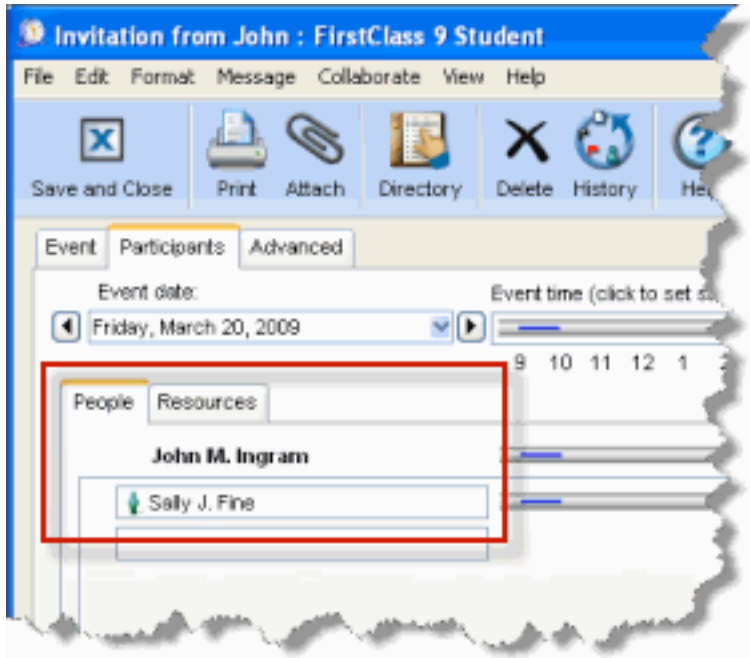 Invitation from John : FirstClass 9 Student
File Edit Format Message Collaborate View Help
Save and Close Print Attach Directory Delete History
Event Participants Advanced
Event date: Event time (click to set
Friday, March 20, 2009
9 10 11 12 1
People Resources
John M. Ingram
Sally J. Fine